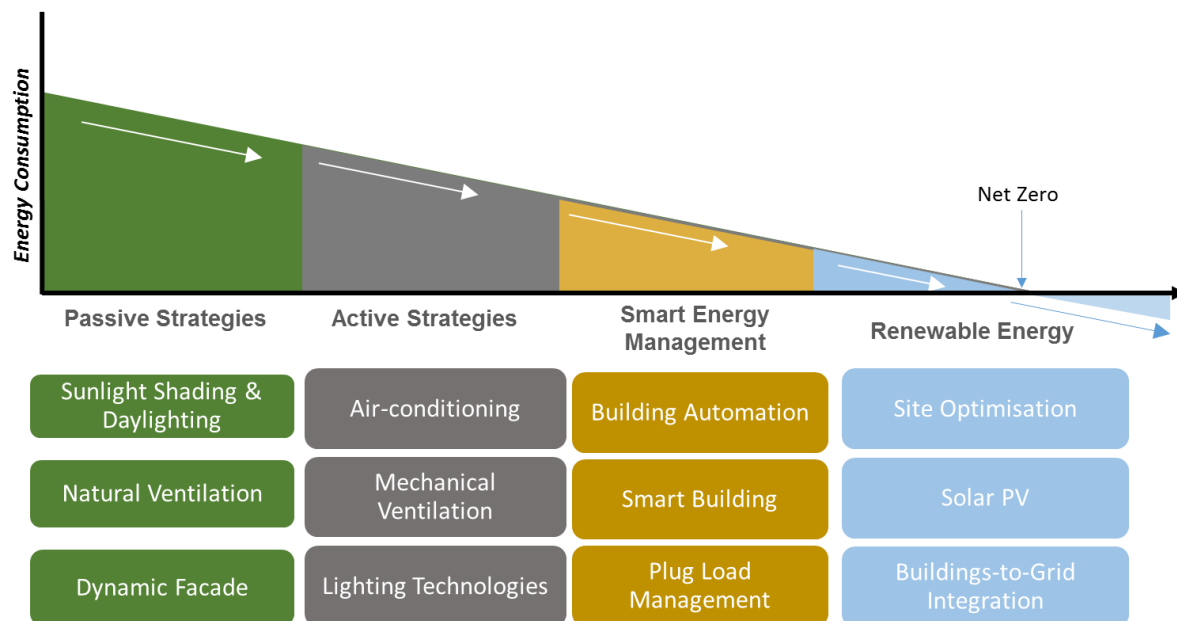 Energy Consumption
Net Zero
Passive Strategies
Active Strategies
Smart Energy
Management
Renewable Energy
Sunlight Shading &
Daylighting
Air-conditioning
Building Automation
Site Optimisation
Natural Ventilation
Mechanical
Ventilation
Smart Building
Solar PV
Dynamic Facade
Lighting Technologies
Plug Load
Management
Buildings-to-Grid
Integration